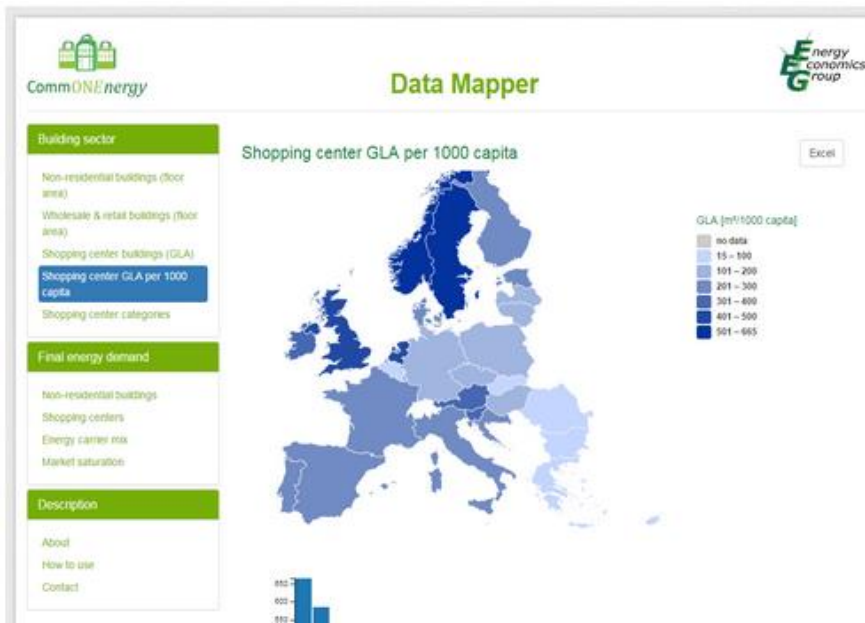 CommONEnergy
Data Mapper
Energy
Economics
Group
Building sector
Non-residential buildings (floor
area)
Wholesale & retail buildings (floor
area)
Shopping center buildings (GLA)
Shopping center GLA per 1000
capita
Shopping center categories
Final energy demand
Non-residential buildings
Shopping centers
Energy carrier mix
Market saturation
Description
About
How to use
Contact
Shopping center GLA per 1000 capita
Excel
GLA [m²/1000 capita]
no data
15 – 100
101 – 200
201 – 300
301 – 400
401 – 500
501 – 665
650
600
550